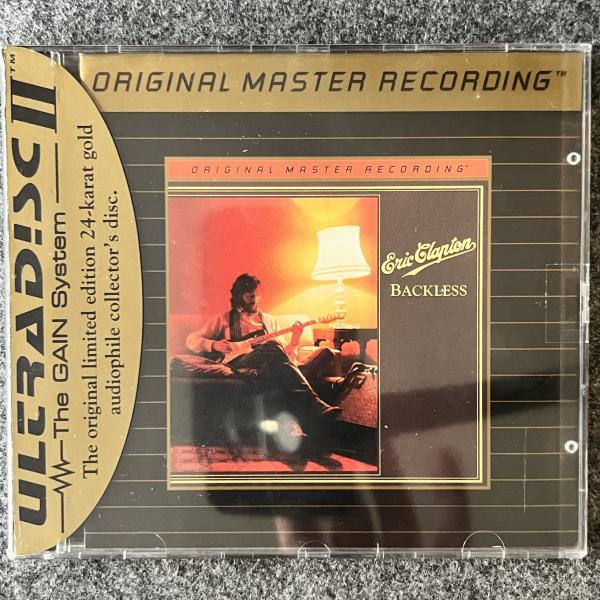 ORIGINAL MASTER RECORDING™
ULTRADISC II™
The GAIN System
The original limited edition 24-karat gold
audiophile collector's disc.
ORIGINAL MASTER RECORDING™
Eric Clapton
BACKLESS